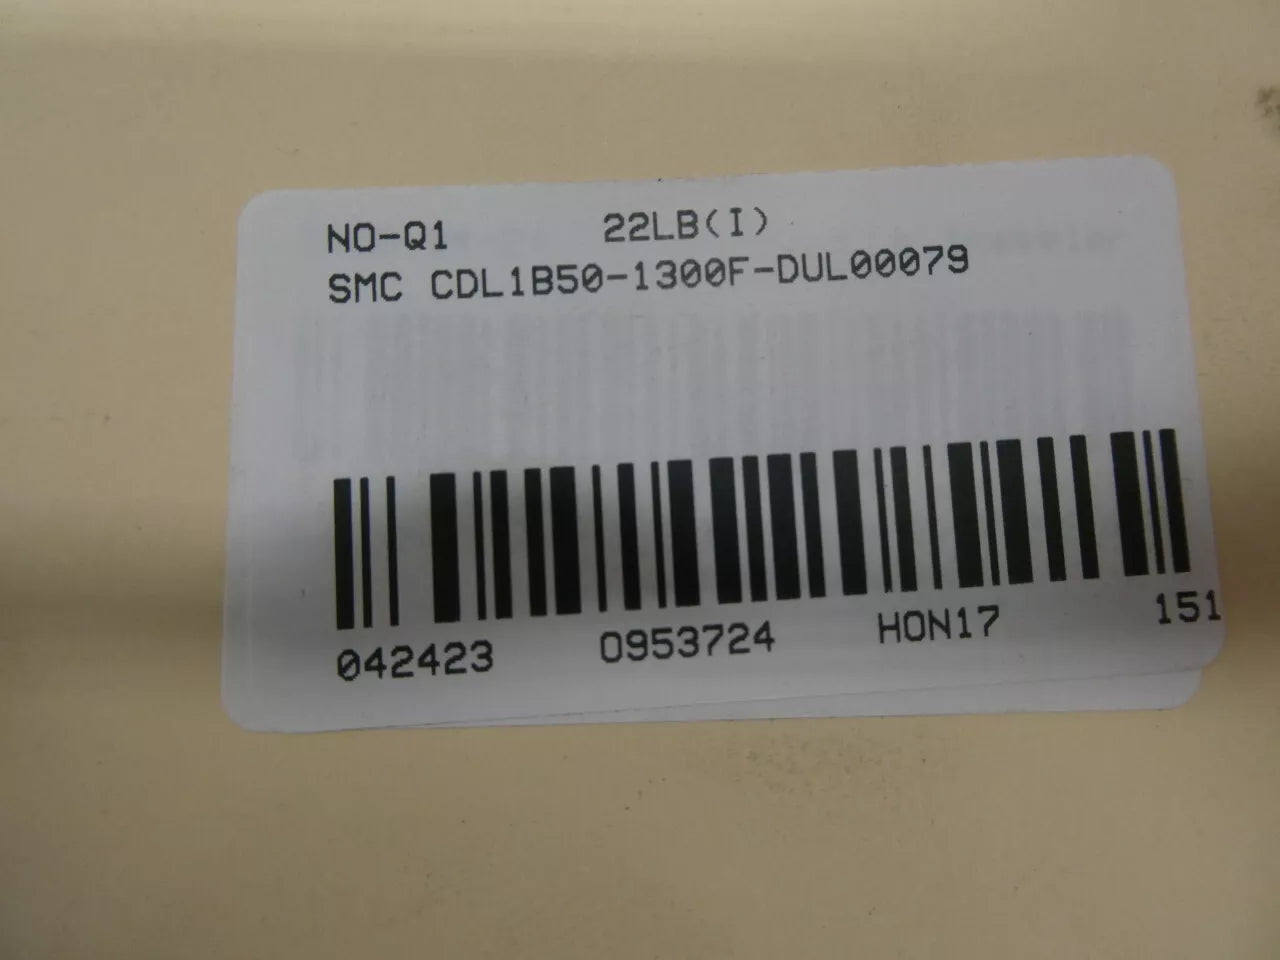 NO-Q1 22LB(I)
SMC CDL1B50-1300F-DUL00079
042423 0953724 HON17 151